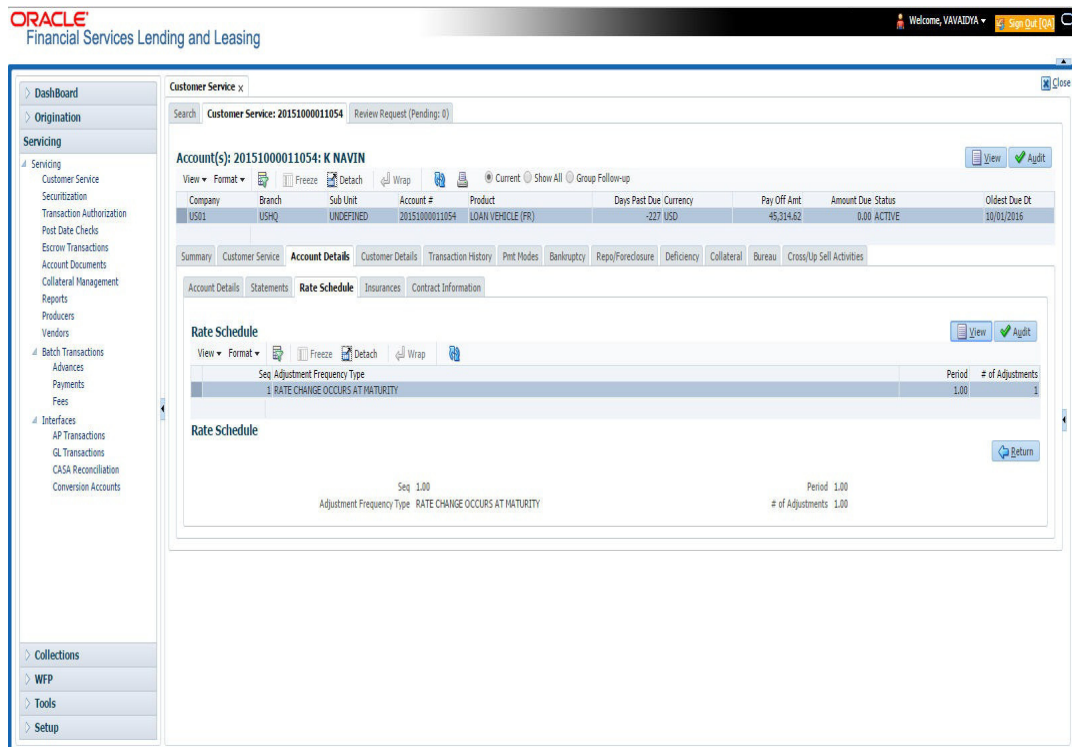 ORACLE
Financial Services Lending and Leasing
Welcome, VAVAIDYA
Sign Out [QA]
Close
DashBoard
Origination
Servicing
Servicing
Customer Service
Securitization
Transaction Authorization
Post Date Checks
Escrow Transactions
Account Documents
Collateral Management
Reports
Producers
Vendors
Batch Transactions
Advances
Payments
Fees
Interfaces
AP Transactions
GL Transactions
CASA Reconciliation
Conversion Accounts
Collections
WFP
Tools
Setup
Customer Service x
Search Customer Service: 20151000011054 Review Request (Pending: 0)
Account(s): 20151000011054: K NAVIN
View Audit
View Format Freeze Detach Wrap Current Show All Group Follow-up
Company Branch Sub Unit Account # Product Days Past Due Currency Pay Off Amt Amount Due Status Oldest Due Dt
US01 USHQ UNDEFINED 20151000011054 LOAN VEHICLE (FR) -227 USD 45,314.62 0.00 ACTIVE 10/01/2016
Summary Customer Service Account Details Customer Details Transaction History Pmt Modes Bankruptcy Repo/Foreclosure Deficiency Collateral Bureau Cross/Up Sell Activities
Account Details Statements Rate Schedule Insurances Contract Information
Rate Schedule
View Audit
View Format Freeze Detach Wrap
Seq Adjustment Frequency Type Period # of Adjustments
1 RATE CHANGE OCCURS AT MATURITY 1.00 1
Rate Schedule
Return
Seq 1.00 Period 1.00
Adjustment Frequency Type RATE CHANGE OCCURS AT MATURITY # of Adjustments 1.00